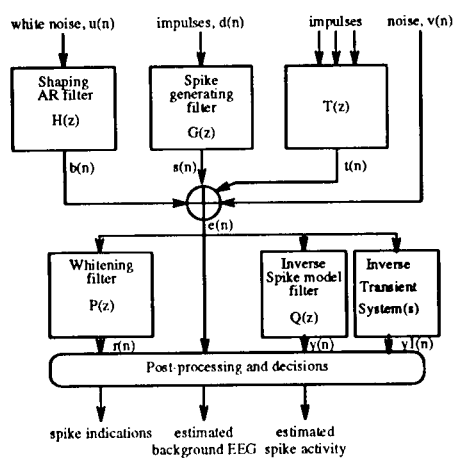 white noise, u(n) impulses, d(n) impulses noise, v(n)
Shaping
AR filter
H(z)
Spike
generating
filter
G(z)
T(z)
b(n) s(n) t(n)
e(n)
Whitening
filter
P(z)
Inverse
Spike model
filter
Q(z)
Inverse
Transient
System(s)
r(n) y(n) y1(n)
Post-processing and decisions
spike indications estimated estimated
background EEG spike activity